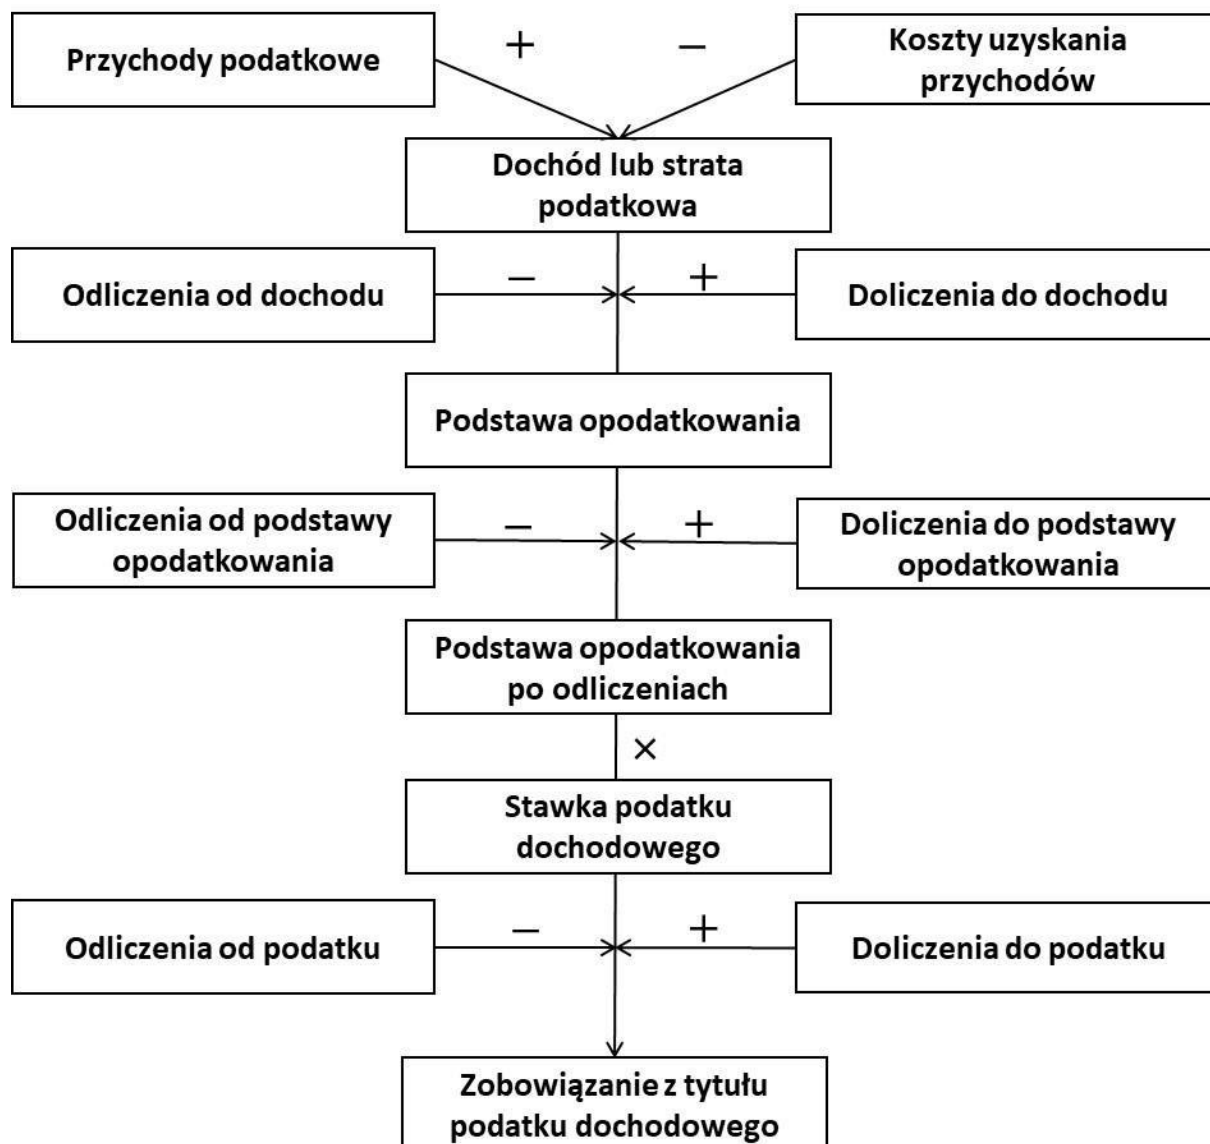 Przychody podatkowe
+
−
Koszty uzyskania
przychodów
Dochód lub strata
podatkowa
Odliczenia od dochodu
−
+
Doliczenia do dochodu
Podstawa opodatkowania
Odliczenia od podstawy
opodatkowania
−
+
Doliczenia do podstawy
opodatkowania
Podstawa opodatkowania
po odliczeniach
×
Stawka podatku
dochodowego
Odliczenia od podatku
−
+
Doliczenia do podatku
Zobowiązanie z tytułu
podatku dochodowego